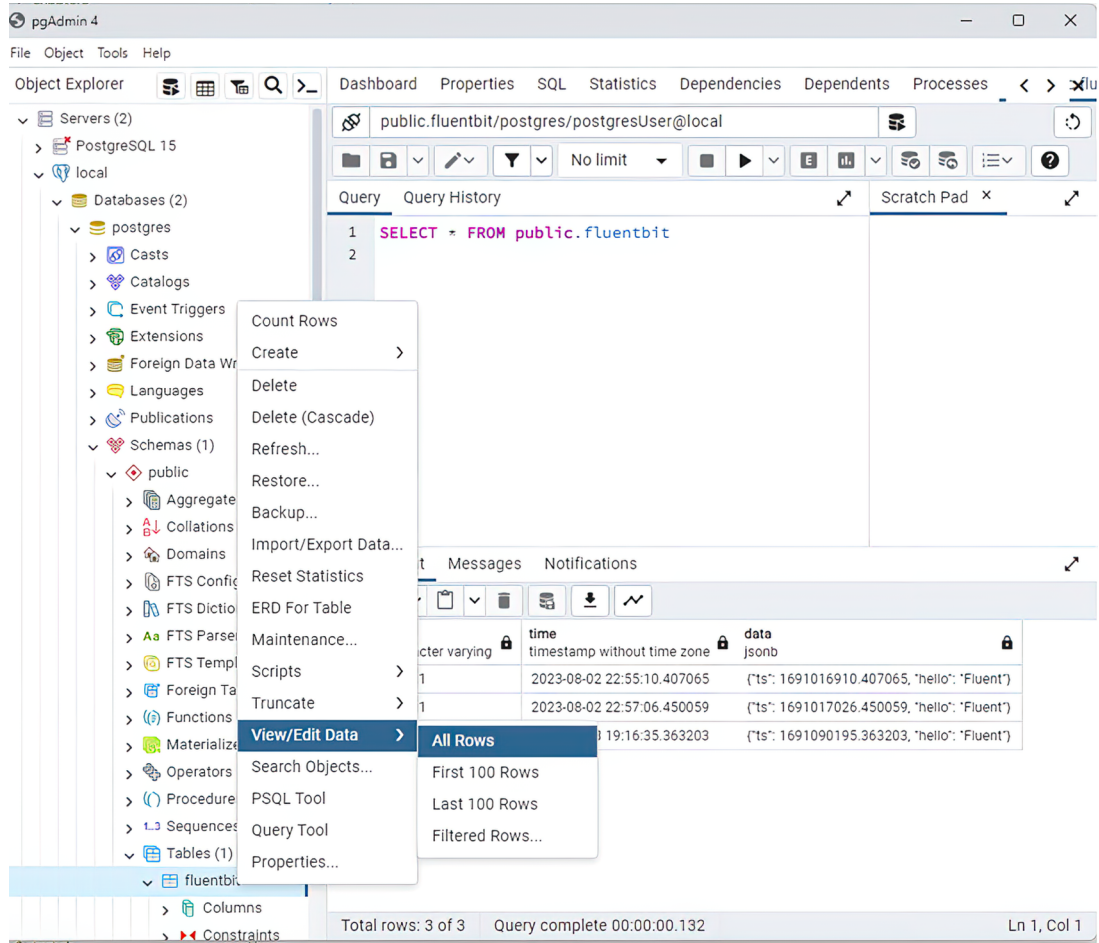 pgAdmin 4
File Object Tools Help
Object Explorer
Dashboard Properties SQL Statistics Dependencies Dependents Processes
Servers (2)
PostgreSQL 15
local
Databases (2)
postgres
Casts
Catalogs
Event Triggers
Extensions
Foreign Data Wr
Languages
Publications
Schemas (1)
public
Aggregate
Collations
Domains
FTS Config
FTS Dictio
FTS Parser
FTS Templ
Foreign Ta
Functions
Materialize
Operators
Procedure
Sequences
Tables (1)
fluentbit
Columns
Constraints
public.fluentbit/postgres/postgresUser@local
No limit
Query Query History
Scratch Pad
1 SELECT * FROM public.fluentbit
2
Count Rows
Create
Delete
Delete (Cascade)
Refresh...
Restore...
Backup...
Import/Export Data...
Reset Statistics
ERD For Table
Maintenance...
Scripts
Truncate
View/Edit Data
Search Objects...
PSQL Tool
Query Tool
Properties...
All Rows
First 100 Rows
Last 100 Rows
Filtered Rows...
Messages Notifications
time data
cter varying timestamp without time zone jsonb
1 2023-08-02 22:55:10.407065 {"ts": 1691016910.407065, "hello": "Fluent"}
1 2023-08-02 22:57:06.450059 {"ts": 1691017026.450059, "hello": "Fluent"}
19:16:35.363203 {"ts": 1691090195.363203, "hello": "Fluent"}
Total rows: 3 of 3 Query complete 00:00:00.132 Ln 1, Col 1